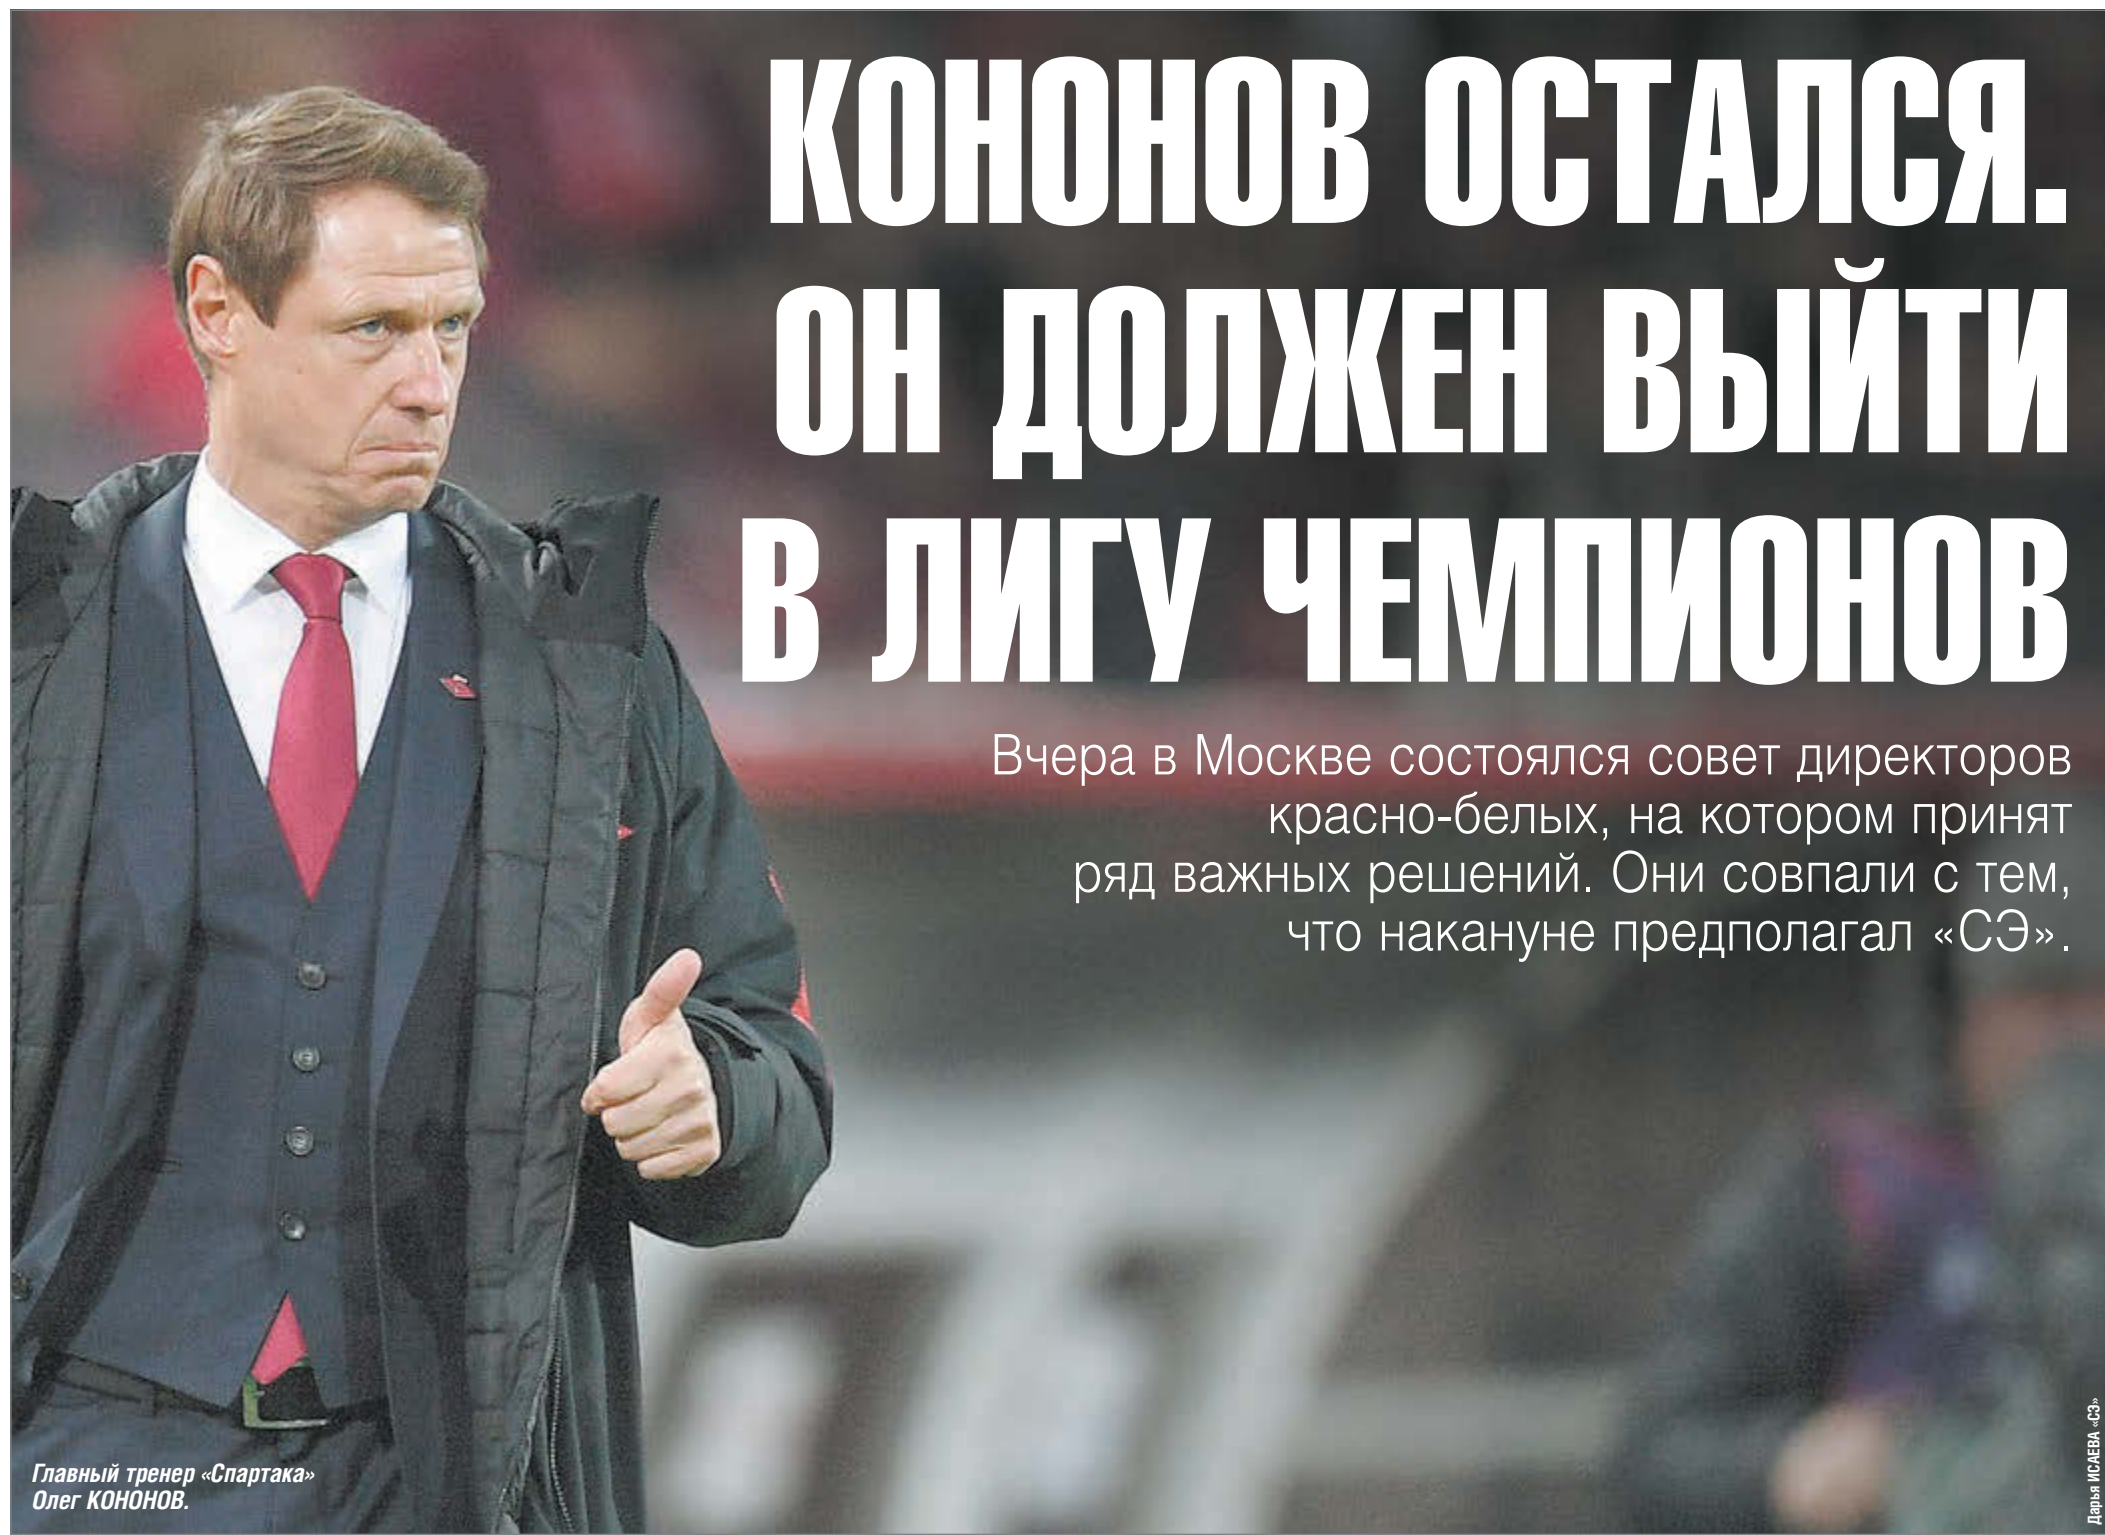 КОНОНОВ ОСТАЛСЯ.
ОН ДОЛЖЕН ВЫЙТИ
В ЛИГУ ЧЕМПИОНОВ
Вчера в Москве состоялся совет директоров
красно-белых, на котором принят
ряд важных решений. Они совпали с тем,
что накануне предполагал «СЭ».
Главный тренер «Спартака»
Олег КОНОНОВ.
Дарья ИСАЕВА «СЭ»